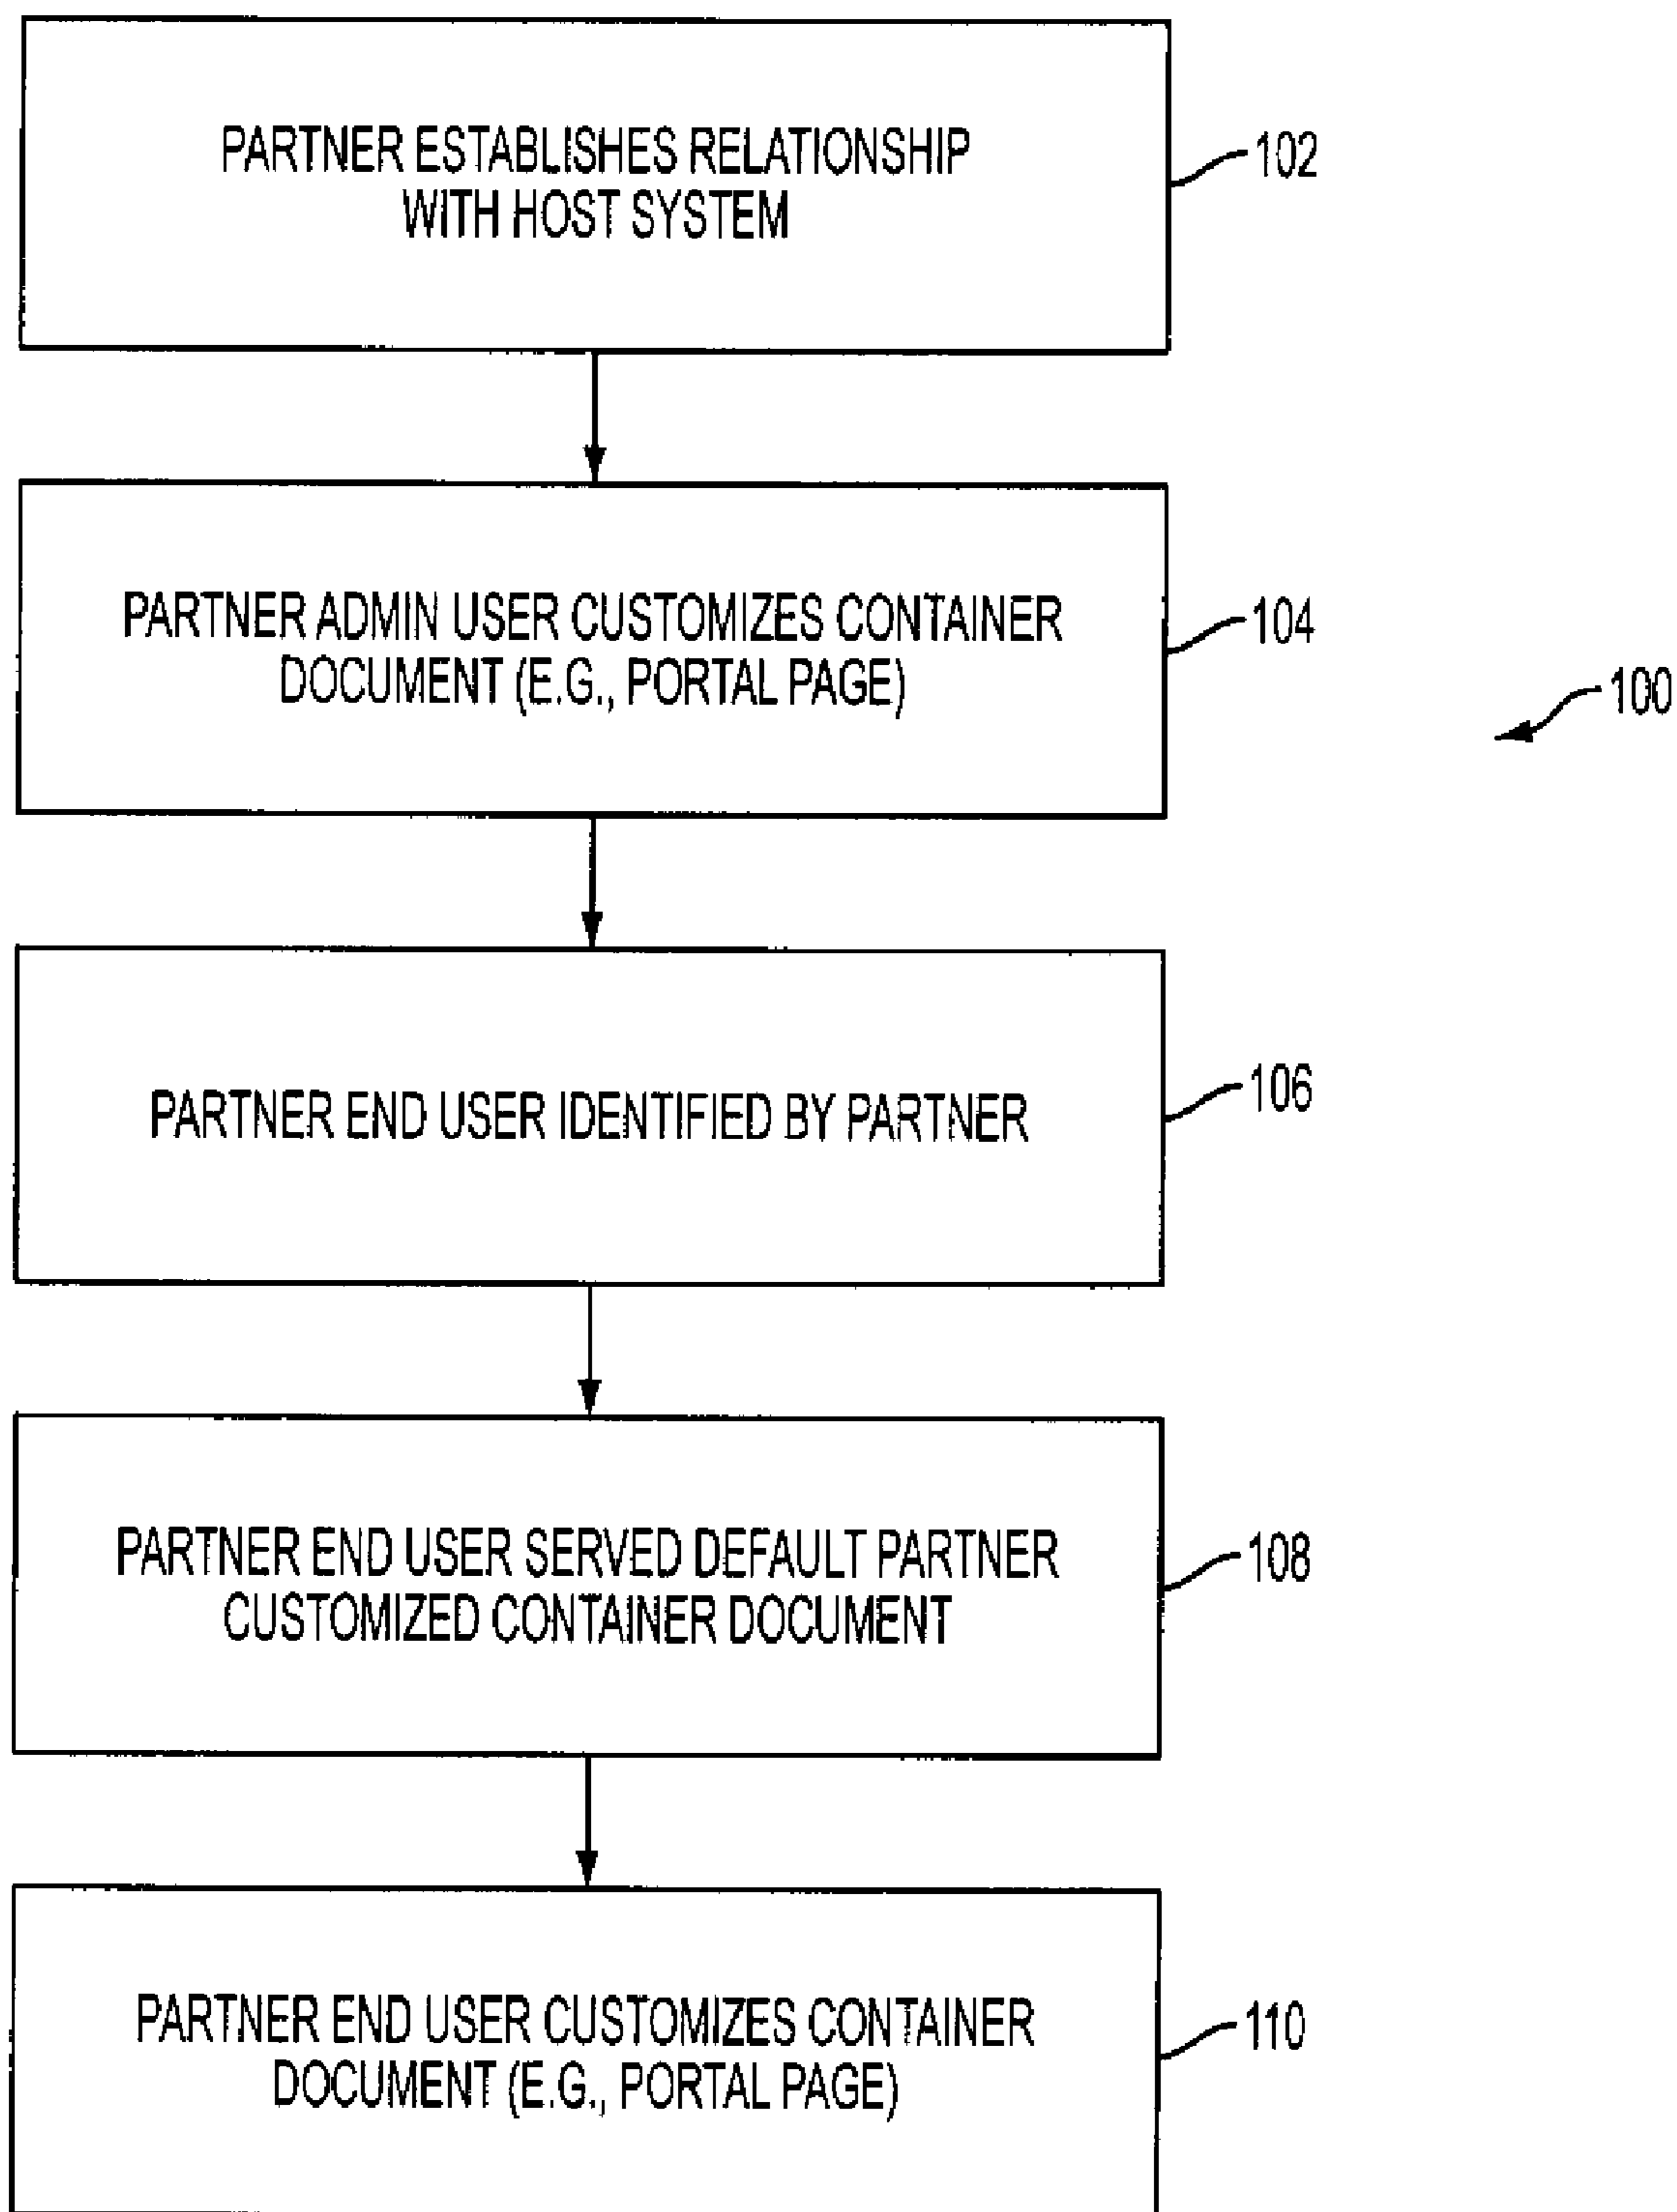 PARTNER ESTABLISHES RELATIONSHIP
WITH HOST SYSTEM
102
PARTNER ADMIN USER CUSTOMIZES CONTAINER
DOCUMENT (E.G., PORTAL PAGE)
104
100
PARTNER END USER IDENTIFIED BY PARTNER
106
PARTNER END USER SERVED DEFAULT PARTNER
CUSTOMIZED CONTAINER DOCUMENT
108
PARTNER END USER CUSTOMIZES CONTAINER
DOCUMENT (E.G., PORTAL PAGE)
110